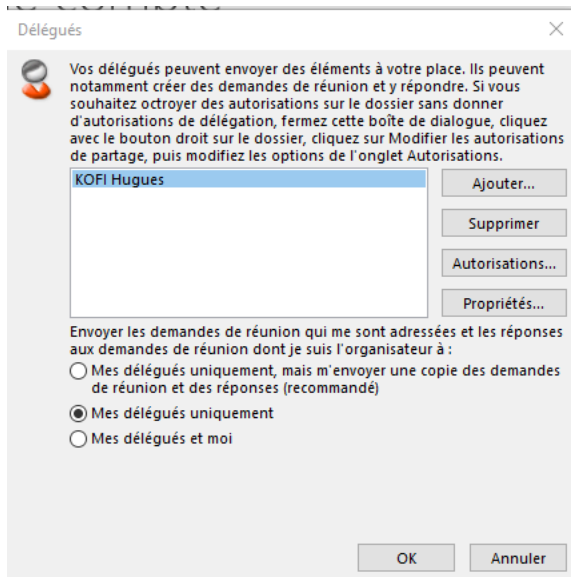 Délégués
Vos délégués peuvent envoyer des éléments à votre place. Ils peuvent
notamment créer des demandes de réunion et y répondre. Si vous
souhaitez octroyer des autorisations sur le dossier sans donner
d'autorisations de délégation, fermez cette boîte de dialogue, cliquez
avec le bouton droit sur le dossier, cliquez sur Modifier les autorisations
de partage, puis modifiez les options de l'onglet Autorisations.
KOFI Hugues
Ajouter...
Supprimer
Autorisations...
Propriétés...
Envoyer les demandes de réunion qui me sont adressées et les réponses
aux demandes de réunion dont je suis l'organisateur à :
Mes délégués uniquement, mais m'envoyer une copie des demandes
de réunion et des réponses (recommandé)
Mes délégués uniquement
Mes délégués et moi
OK
Annuler